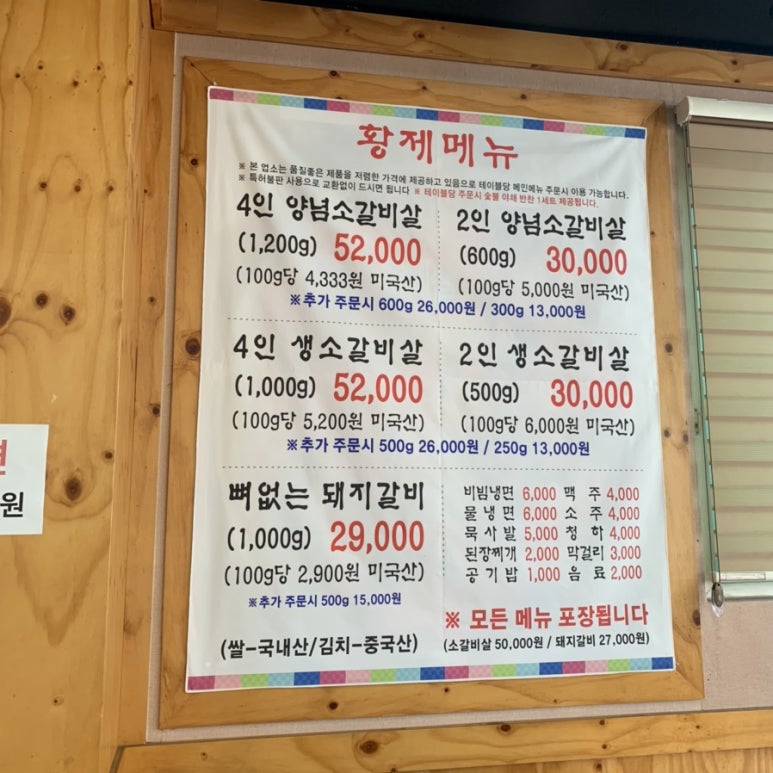 황제메뉴
※ 본 업소는 품질좋은 제품을 저렴한 가격에 제공하고 있음으로 테이블당 메인메뉴 주문시 이용 가능합니다.
※ 특허불판 사용으로 교환없이 드시면 됩니다 ※ 테이블당 주문시 숯불 야채 반찬 1세트 제공됩니다.
4인 양념소갈비살
(1,200g) 52,000
(100g당 4,333원 미국산)
2인 양념소갈비살
(600g) 30,000
(100g당 5,000원 미국산)
※추가 주문시 600g 26,000원 / 300g 13,000원
4인 생소갈비살
(1,000g) 52,000
(100g당 5,200원 미국산)
2인 생소갈비살
(500g) 30,000
(100g당 6,000원 미국산)
※추가 주문시 500g 26,000원 / 250g 13,000원
뼈없는 돼지갈비
(1,000g) 29,000
(100g당 2,900원 미국산)
※추가 주문시 500g 15,000원
(쌀-국내산/김치-중국산)
비빔냉면 6,000 맥 주 4,000
물냉면 6,000 소 주 4,000
묵사발 5,000 청 하 4,000
된장찌개 2,000 막걸리 3,000
공기밥 1,000 음 료 2,000
※ 모든 메뉴 포장됩니다
(소갈비살 50,000원 / 돼지갈비 27,000원)
원